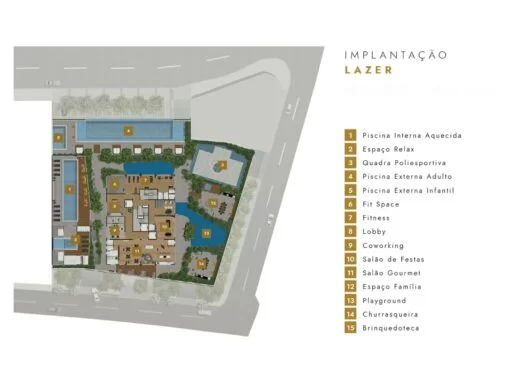 IMPLANTAÇÃO
LAZER
1 Piscina Interna Aquecida
2 Espaço Relax
3 Quadra Poliesportiva
4 Piscina Externa Adulto
5 Piscina Externa Infantil
6 Fit Space
7 Fitness
8 Lobby
9 Coworking
10 Salão de Festas
11 Salão Gourmet
12 Espaço Família
13 Playground
14 Churrasqueira
15 Brinquedoteca